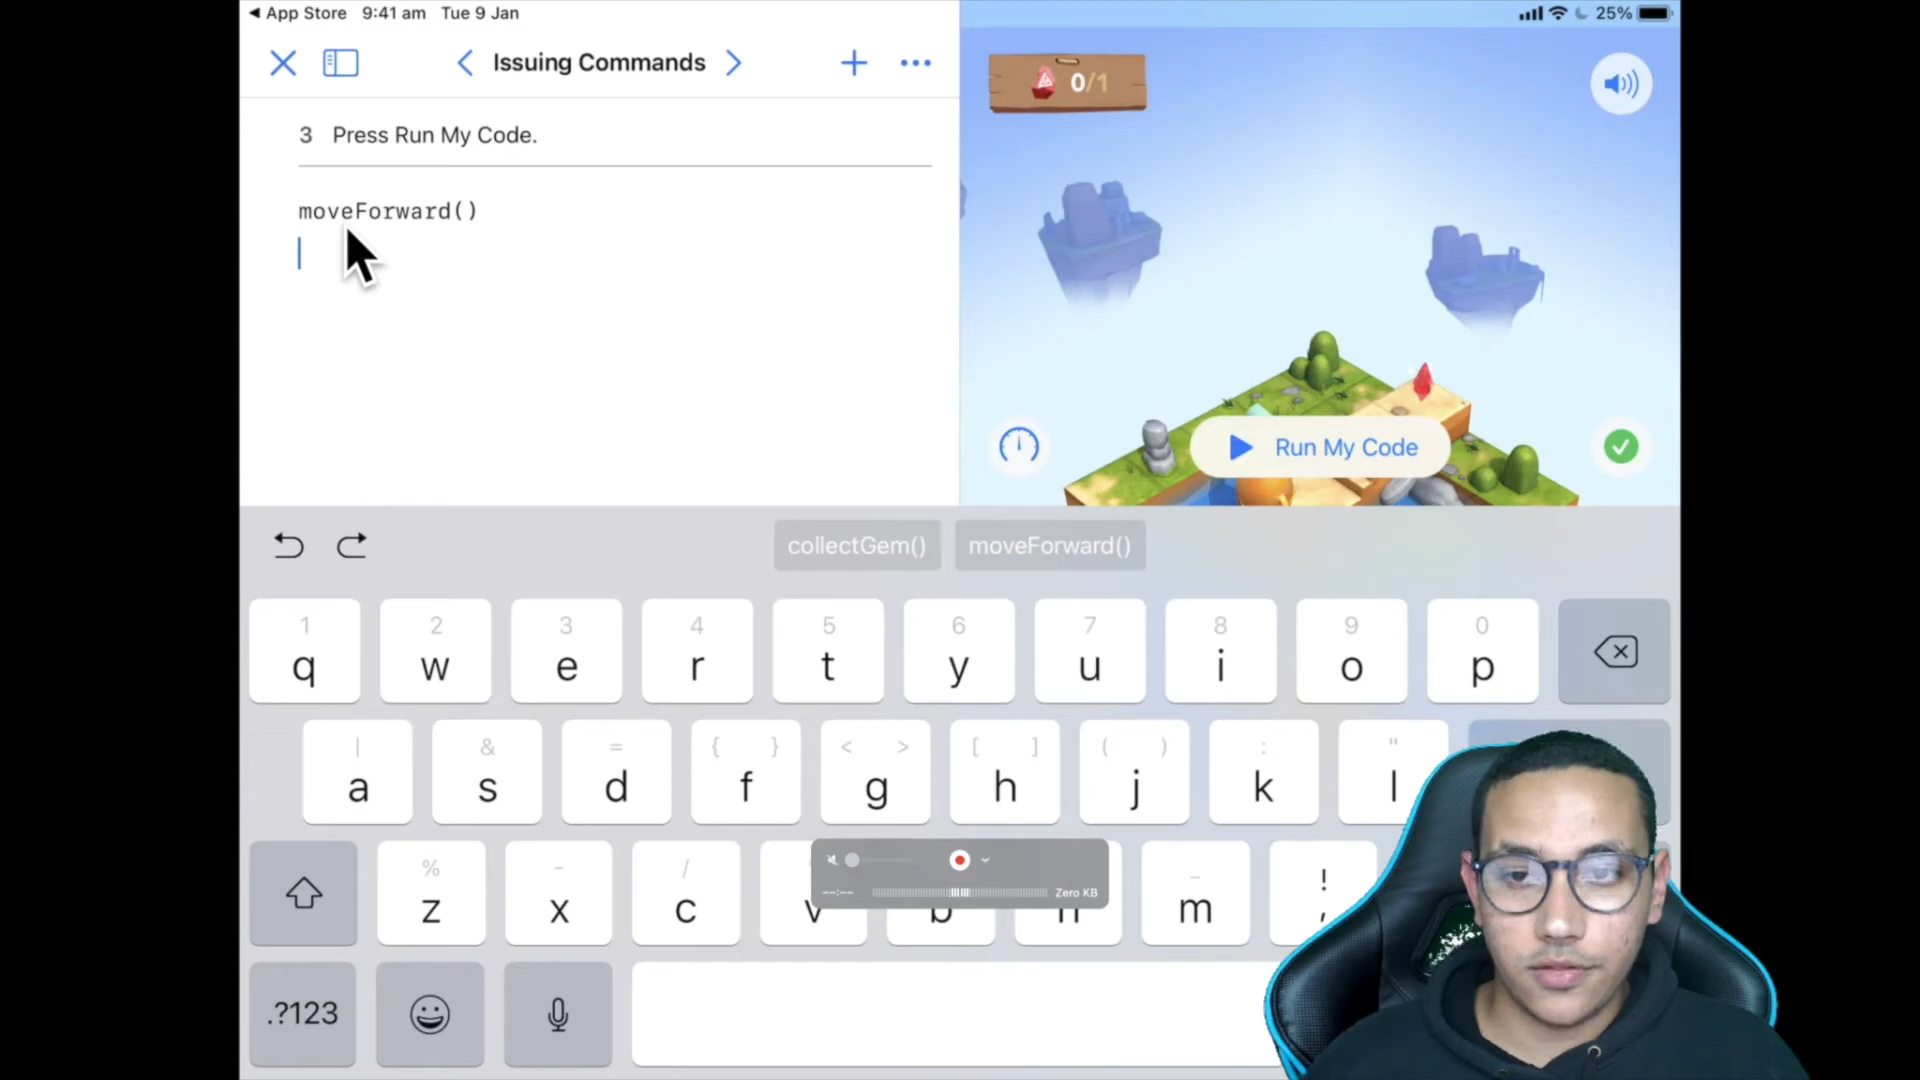 App Store 9:41 am Tue 9 Jan 25%
Issuing Commands
0/1
3 Press Run My Code.
moveForward()
Run My Code
collectGem() moveForward()
1 2 3 4 5 6 7 8 9 0
q w e r t y u i o p
| & = { } < > [ ] ( ) : "
a s d f g h j k l
% - / _ !
z x c v b n m ,
--:-- Zero KB
.?123